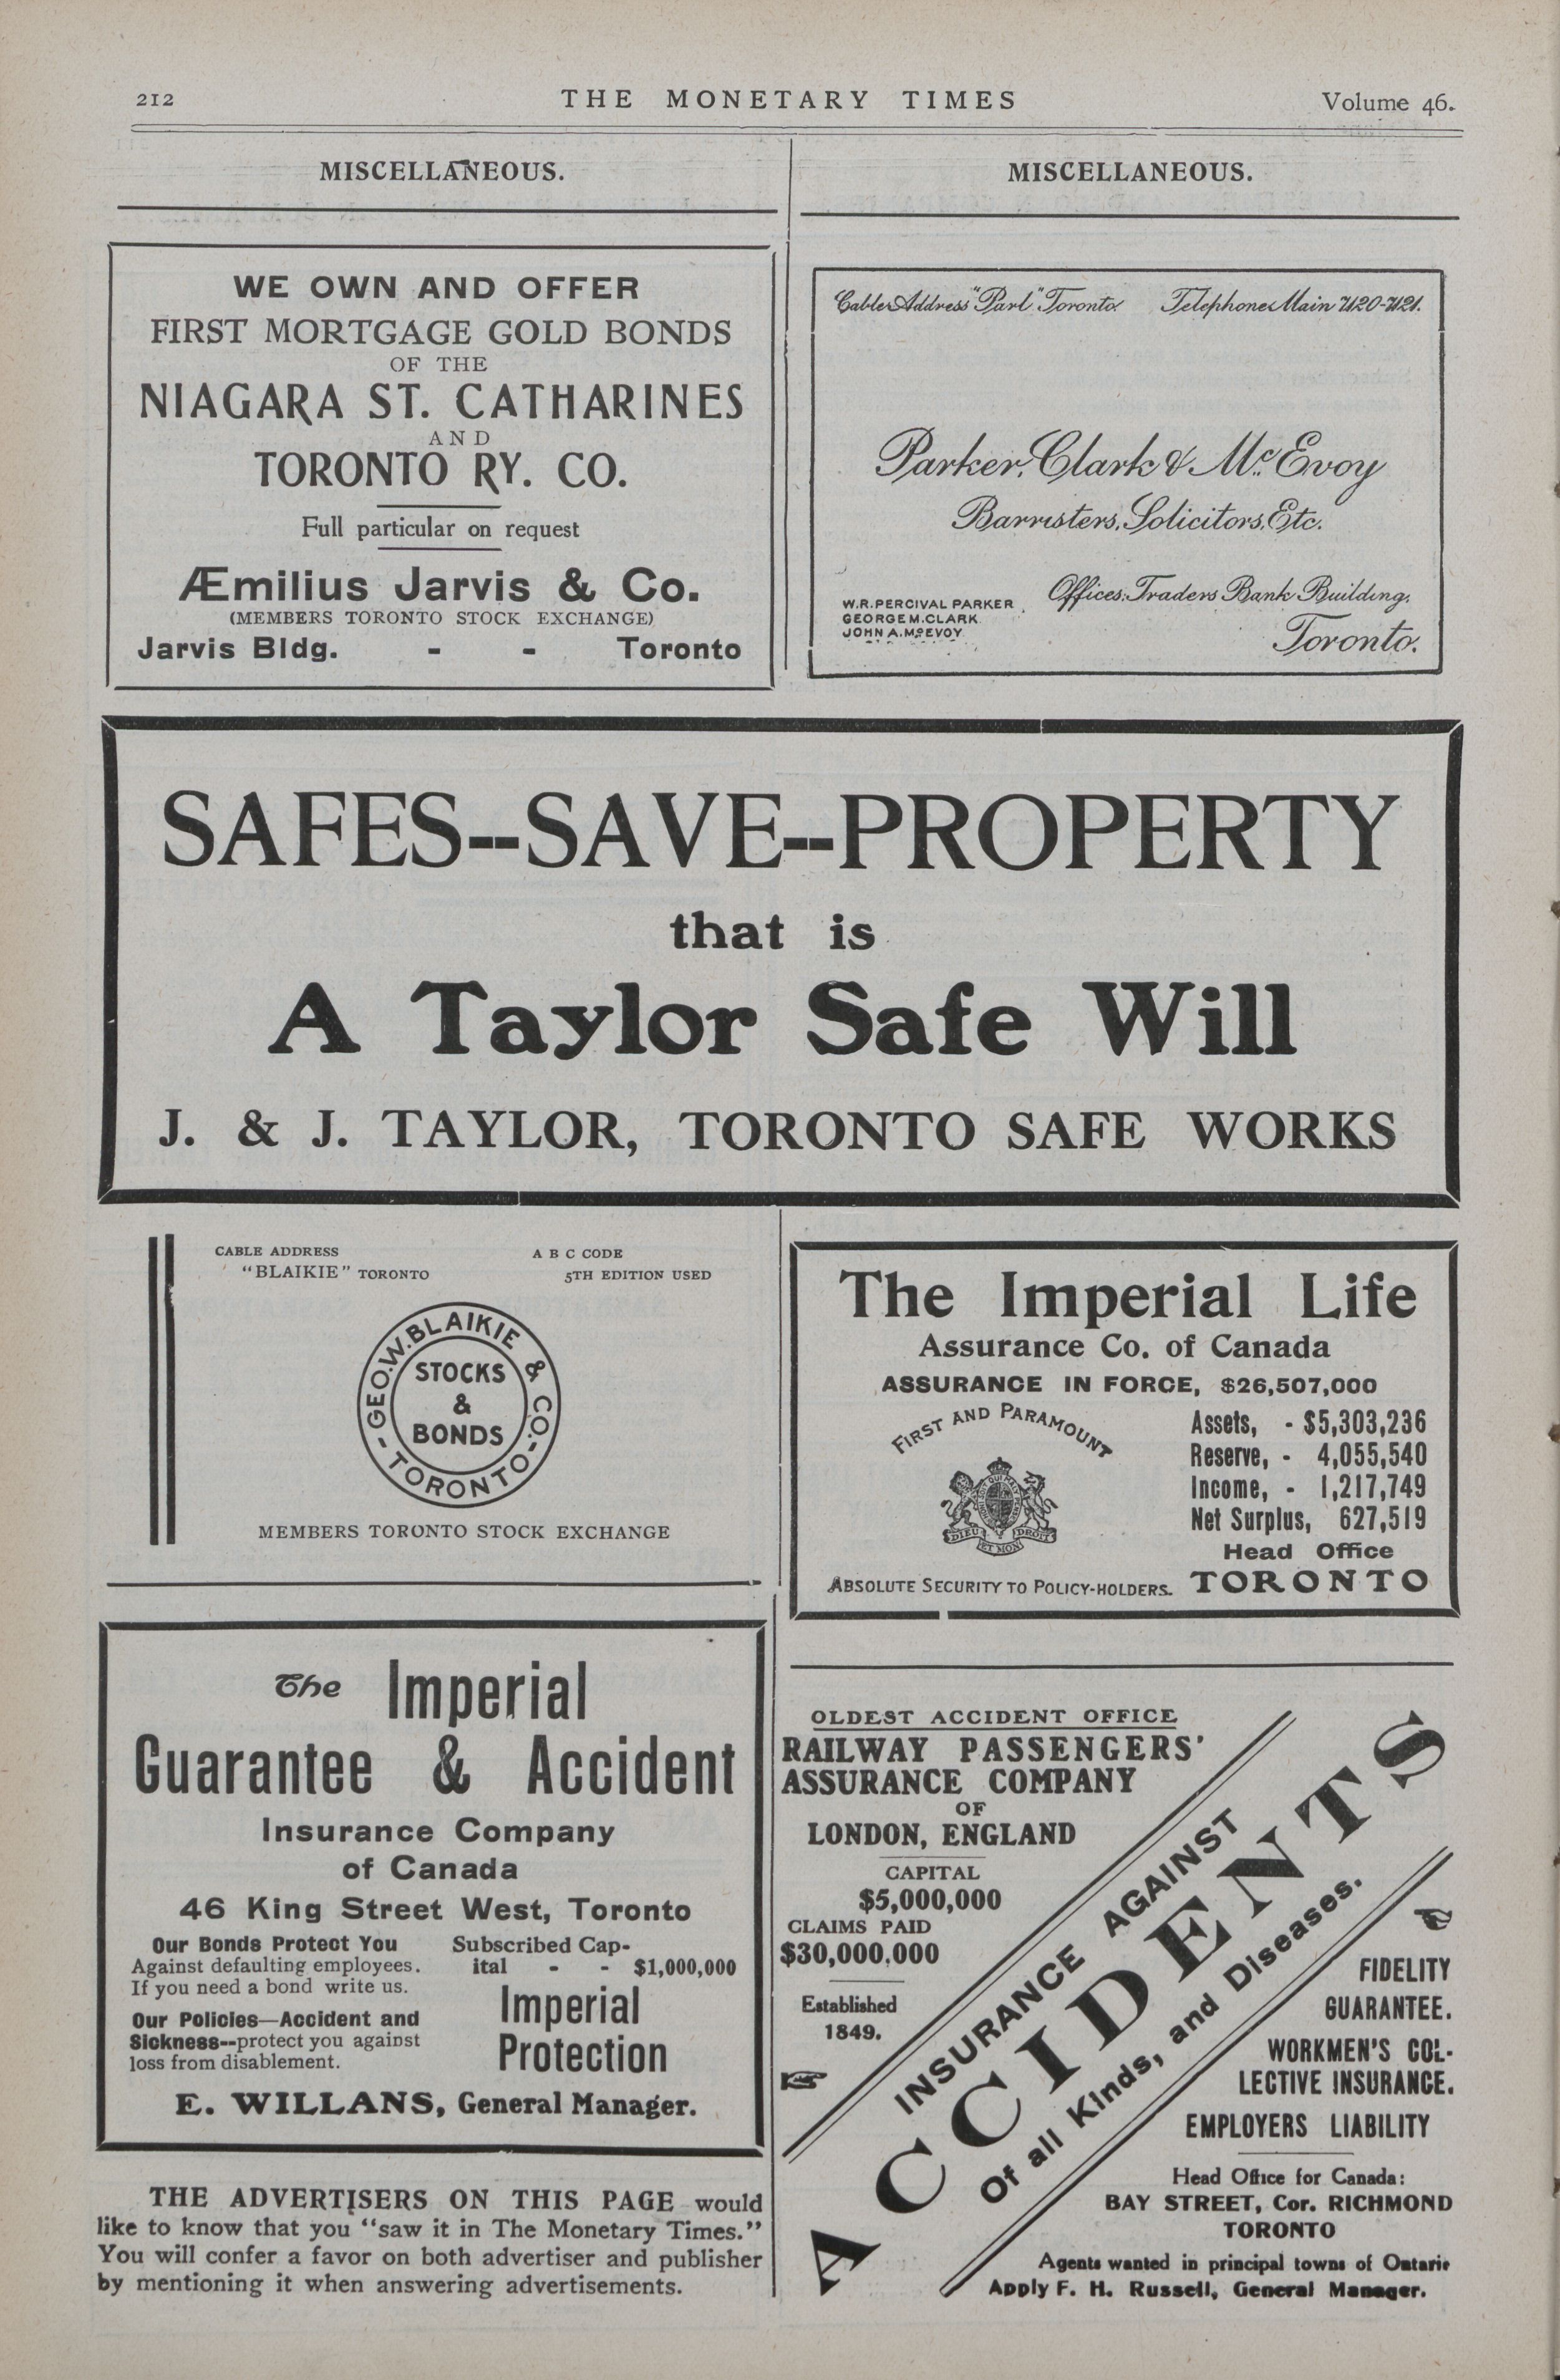 212
THE MONETARY TIMES
Volume 46.
MISCELLANEOUS.
WE OWN AND OFFER
FIRST MORTGAGE GOLD BONDS
OF THE
NIAGARA ST. CATHARINES
AND
TORONTO RY. CO.
Full particular on request
Æmilius Jarvis & Co.
(MEMBERS TORONTO STOCK EXCHANGE)
Jarvis Bldg. - - Toronto
MISCELLANEOUS.
Cable Address "Parl" Toronto. Telephones Main 7120-7121.
Parker, Clark & McEvoy
Barristers, Solicitors, Etc.
W.R.PERCIVAL PARKER
GEORGE M.CLARK
JOHN A.McEVOY
Offices: Traders Bank Building.
Toronto.
SAFES--SAVE--PROPERTY
that is
A Taylor Safe Will
J. & J. TAYLOR, TORONTO SAFE WORKS
CABLE ADDRESS
"BLAIKIE" TORONTO
A B C CODE
5TH EDITION USED
GEO.W.BLAIKIE & CO.
-TORONTO-
STOCKS
&
BONDS
MEMBERS TORONTO STOCK EXCHANGE
The Imperial Life
Assurance Co. of Canada
ASSURANCE IN FORCE, $26,507,000
FIRST AND PARAMOUNT
DIEU ET MON DROIT
ABSOLUTE SECURITY TO POLICY-HOLDERS.
Assets, - $5,303,236
Reserve, - 4,055,540
Income, - 1,217,749
Net Surplus, 627,519
Head Office
TORONTO
The Imperial
Guarantee & Accident
Insurance Company
of Canada
46 King Street West, Toronto
Our Bonds Protect You
Against defaulting employees.
If you need a bond write us.
Our Policies—Accident and
Sickness--protect you against
loss from disablement.
Subscribed Cap-
ital - - $1,000,000
Imperial
Protection
E. WILLANS, General Manager.
THE ADVERTISERS ON THIS PAGE would
like to know that you "saw it in The Monetary Times."
You will confer a favor on both advertiser and publisher
by mentioning it when answering advertisements.
OLDEST ACCIDENT OFFICE
RAILWAY PASSENGERS'
ASSURANCE COMPANY
OF
LONDON, ENGLAND
CAPITAL
$5,000,000
CLAIMS PAID
$30,000,000
Established
1849.
INSURANCE AGAINST
ACCIDENTS
Of all Kinds, and Diseases.
FIDELITY
GUARANTEE.
WORKMEN'S COL-
LECTIVE INSURANCE.
EMPLOYERS LIABILITY
Head Office for Canada:
BAY STREET, Cor. RICHMOND
TORONTO
Agents wanted in principal towns of Ontario
Apply F. H. Russell, General Manager.